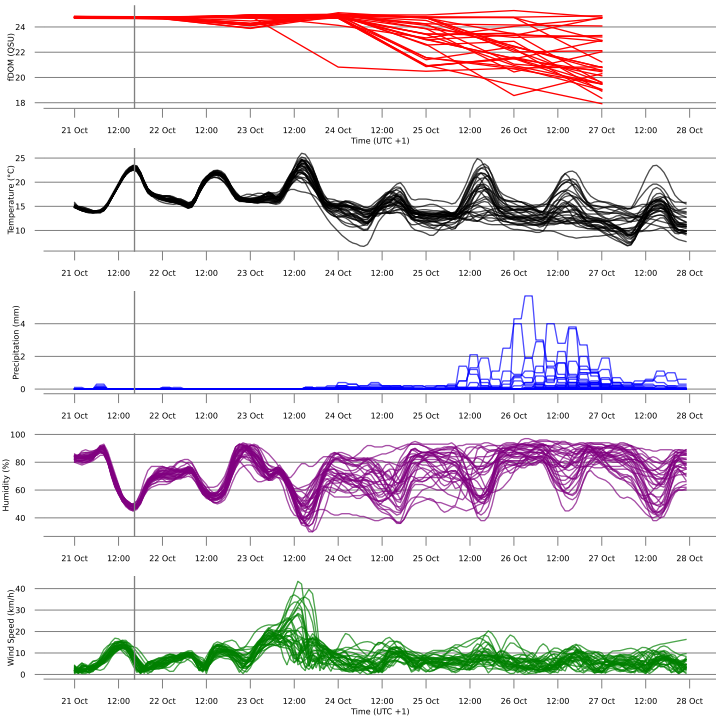 fDOM (QSU)
24
22
20
18
21 Oct 12:00 22 Oct 12:00 23 Oct 12:00 24 Oct 12:00 25 Oct 12:00 26 Oct 12:00 27 Oct 12:00 28 Oct
Time (UTC +1)
Temperature (°C)
25
20
15
10
21 Oct 12:00 22 Oct 12:00 23 Oct 12:00 24 Oct 12:00 25 Oct 12:00 26 Oct 12:00 27 Oct 12:00 28 Oct
Precipitation (mm)
4
2
0
21 Oct 12:00 22 Oct 12:00 23 Oct 12:00 24 Oct 12:00 25 Oct 12:00 26 Oct 12:00 27 Oct 12:00 28 Oct
Humidity (%)
100
80
60
40
21 Oct 12:00 22 Oct 12:00 23 Oct 12:00 24 Oct 12:00 25 Oct 12:00 26 Oct 12:00 27 Oct 12:00 28 Oct
Wind Speed (km/h)
40
30
20
10
0
21 Oct 12:00 22 Oct 12:00 23 Oct 12:00 24 Oct 12:00 25 Oct 12:00 26 Oct 12:00 27 Oct 12:00 28 Oct
Time (UTC +1)